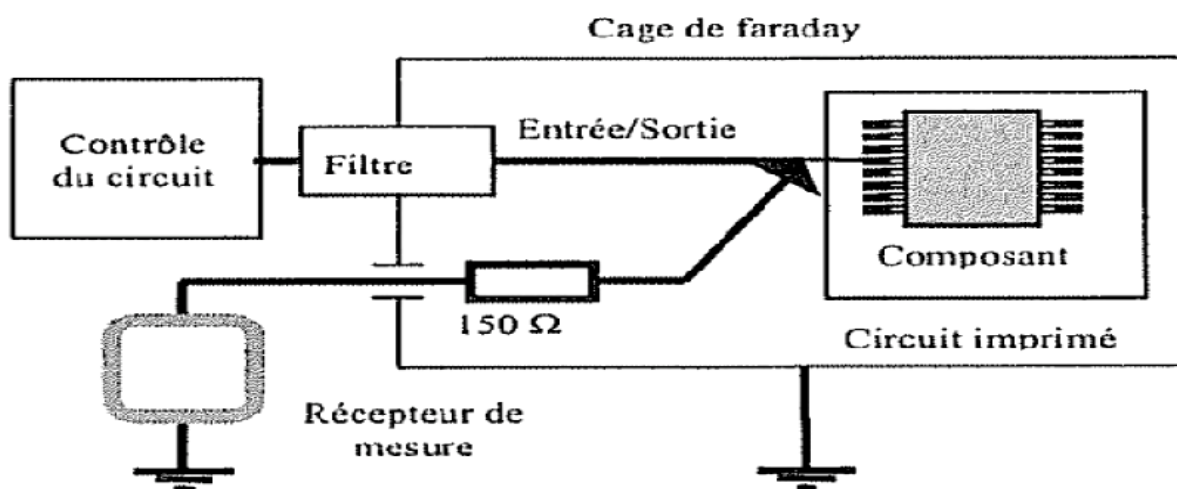 Cage de faraday
Contrôle
du circuit
Filtre
Entrée/Sortie
Composant
150 Ω
Circuit imprimé
Récepteur de
mesure